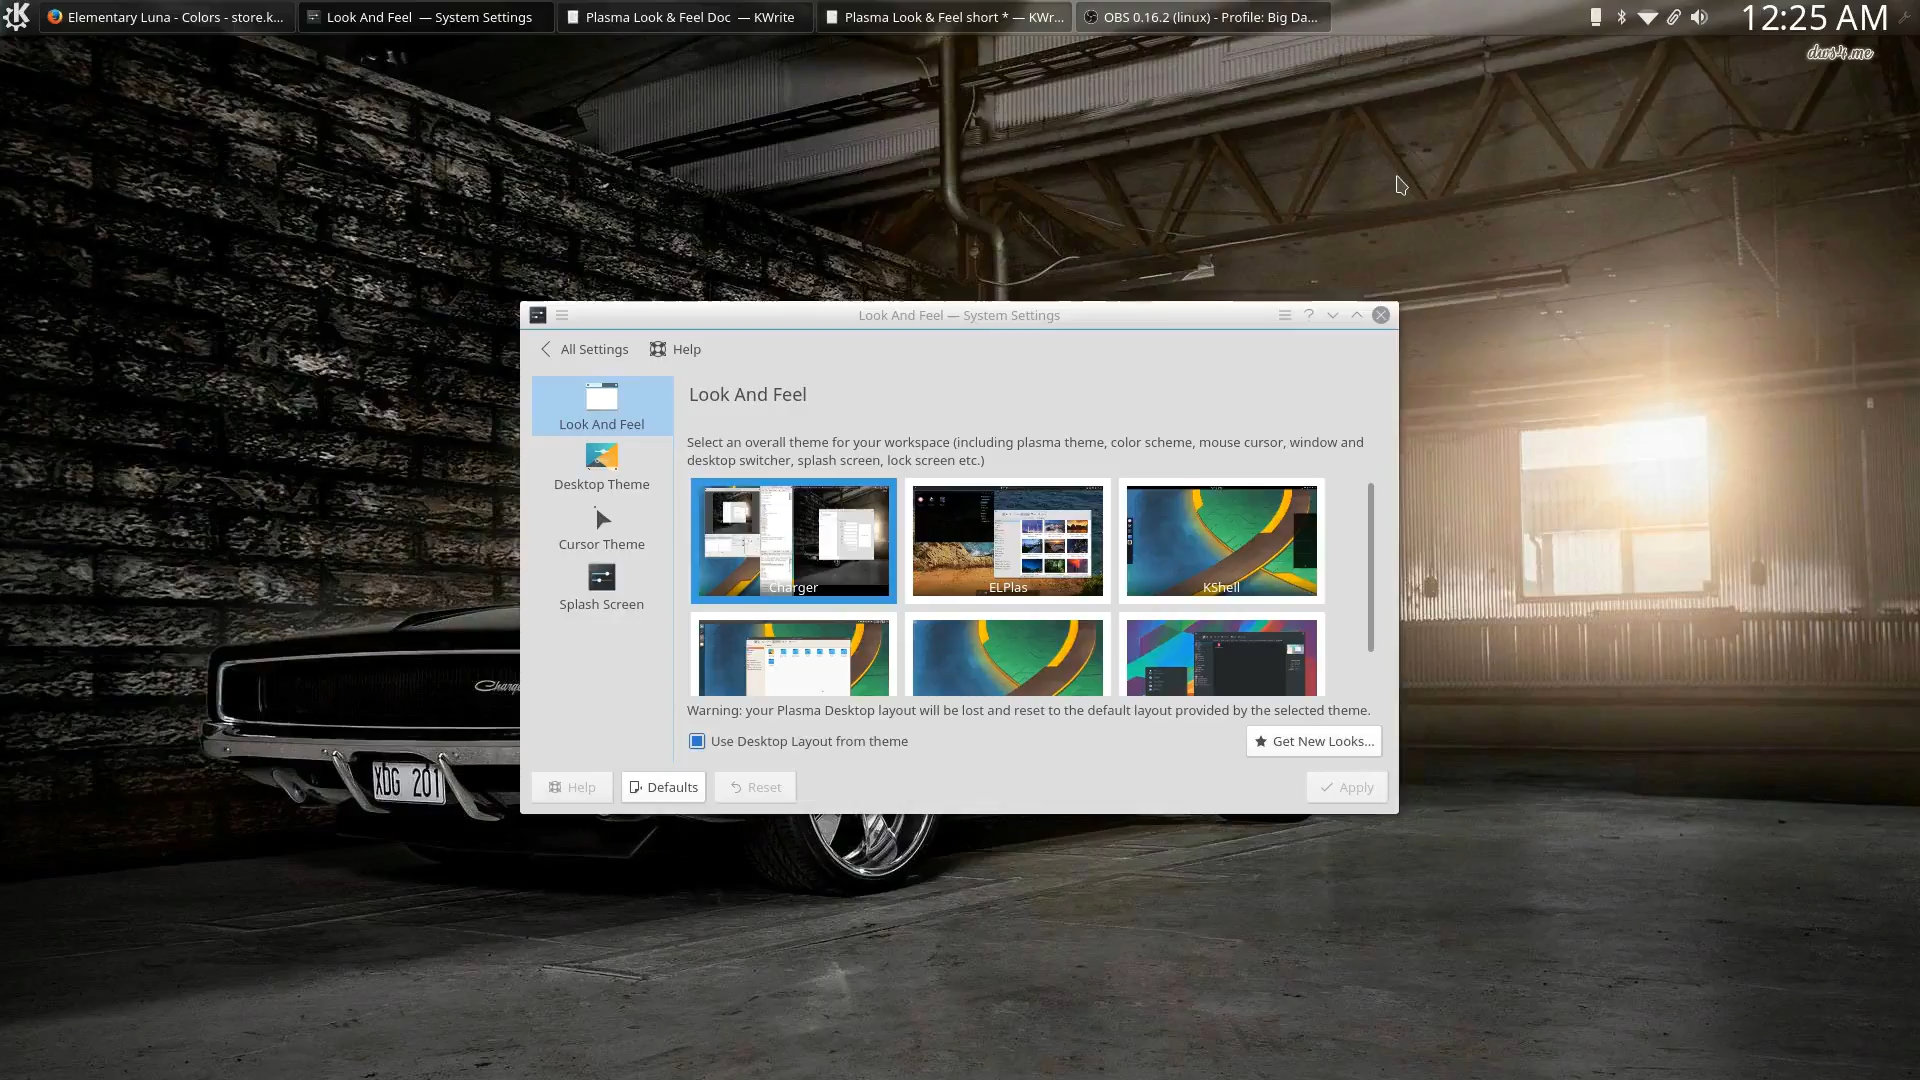 Elementary Luna - Colors - store.k...
Look And Feel — System Settings
Plasma Look & Feel Doc — KWrite
Plasma Look & Feel short * — KWr...
OBS 0.16.2 (linux) - Profile: Big Da...
12:25 AM
dws4.me
Look And Feel — System Settings
All Settings
Help
Look And Feel
Desktop Theme
Cursor Theme
Splash Screen
Look And Feel
Select an overall theme for your workspace (including plasma theme, color scheme, mouse cursor, window and
desktop switcher, splash screen, lock screen etc.)
Charger
ELPlas
KShell
Warning: your Plasma Desktop layout will be lost and reset to the default layout provided by the selected theme.
Use Desktop Layout from theme
Get New Looks...
Help
Defaults
Reset
Apply
XDG 201